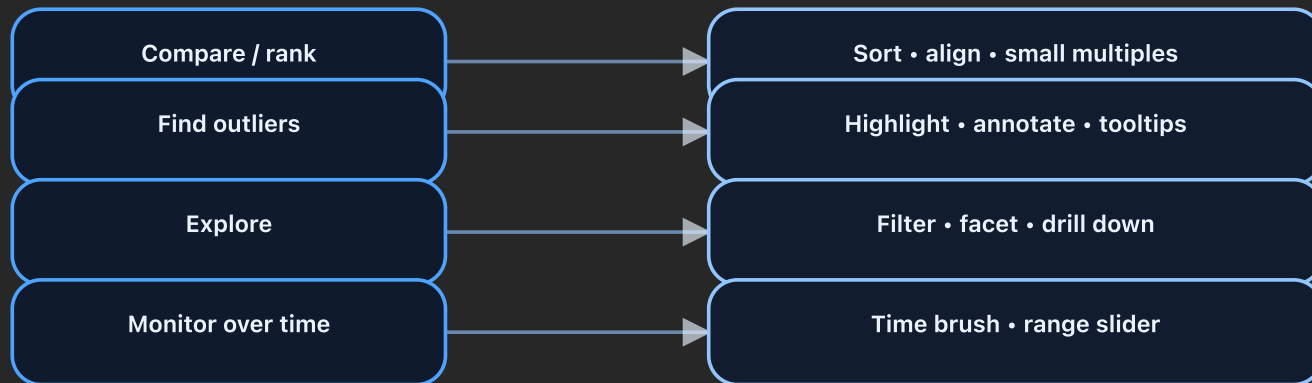 Compare / rank
Sort • align • small multiples
Find outliers
Highlight • annotate • tooltips
Explore
Filter • facet • drill down
Monitor over time
Time brush • range slider